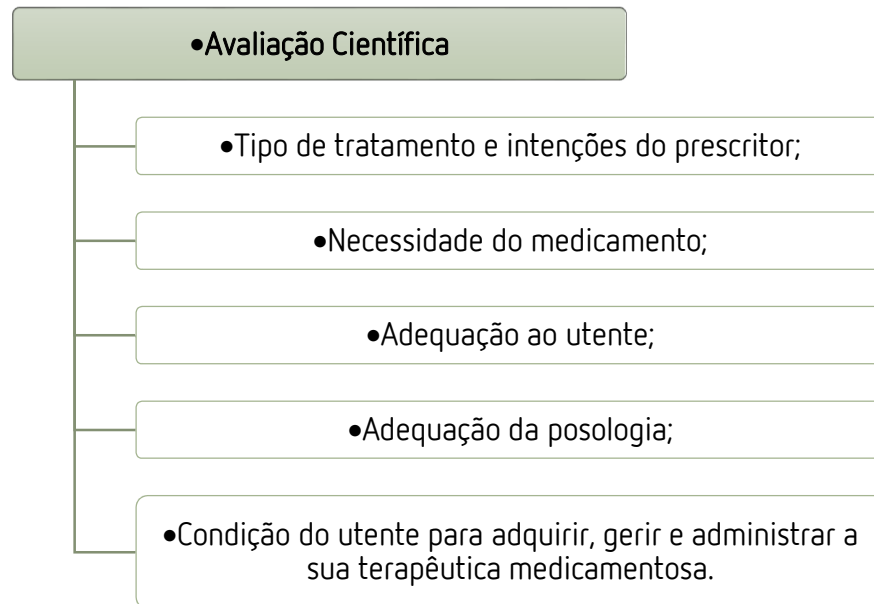 •Avaliação Científica
•Tipo de tratamento e intenções do prescritor;
•Necessidade do medicamento;
•Adequação ao utente;
•Adequação da posologia;
•Condição do utente para adquirir, gerir e administrar a
sua terapêutica medicamentosa.